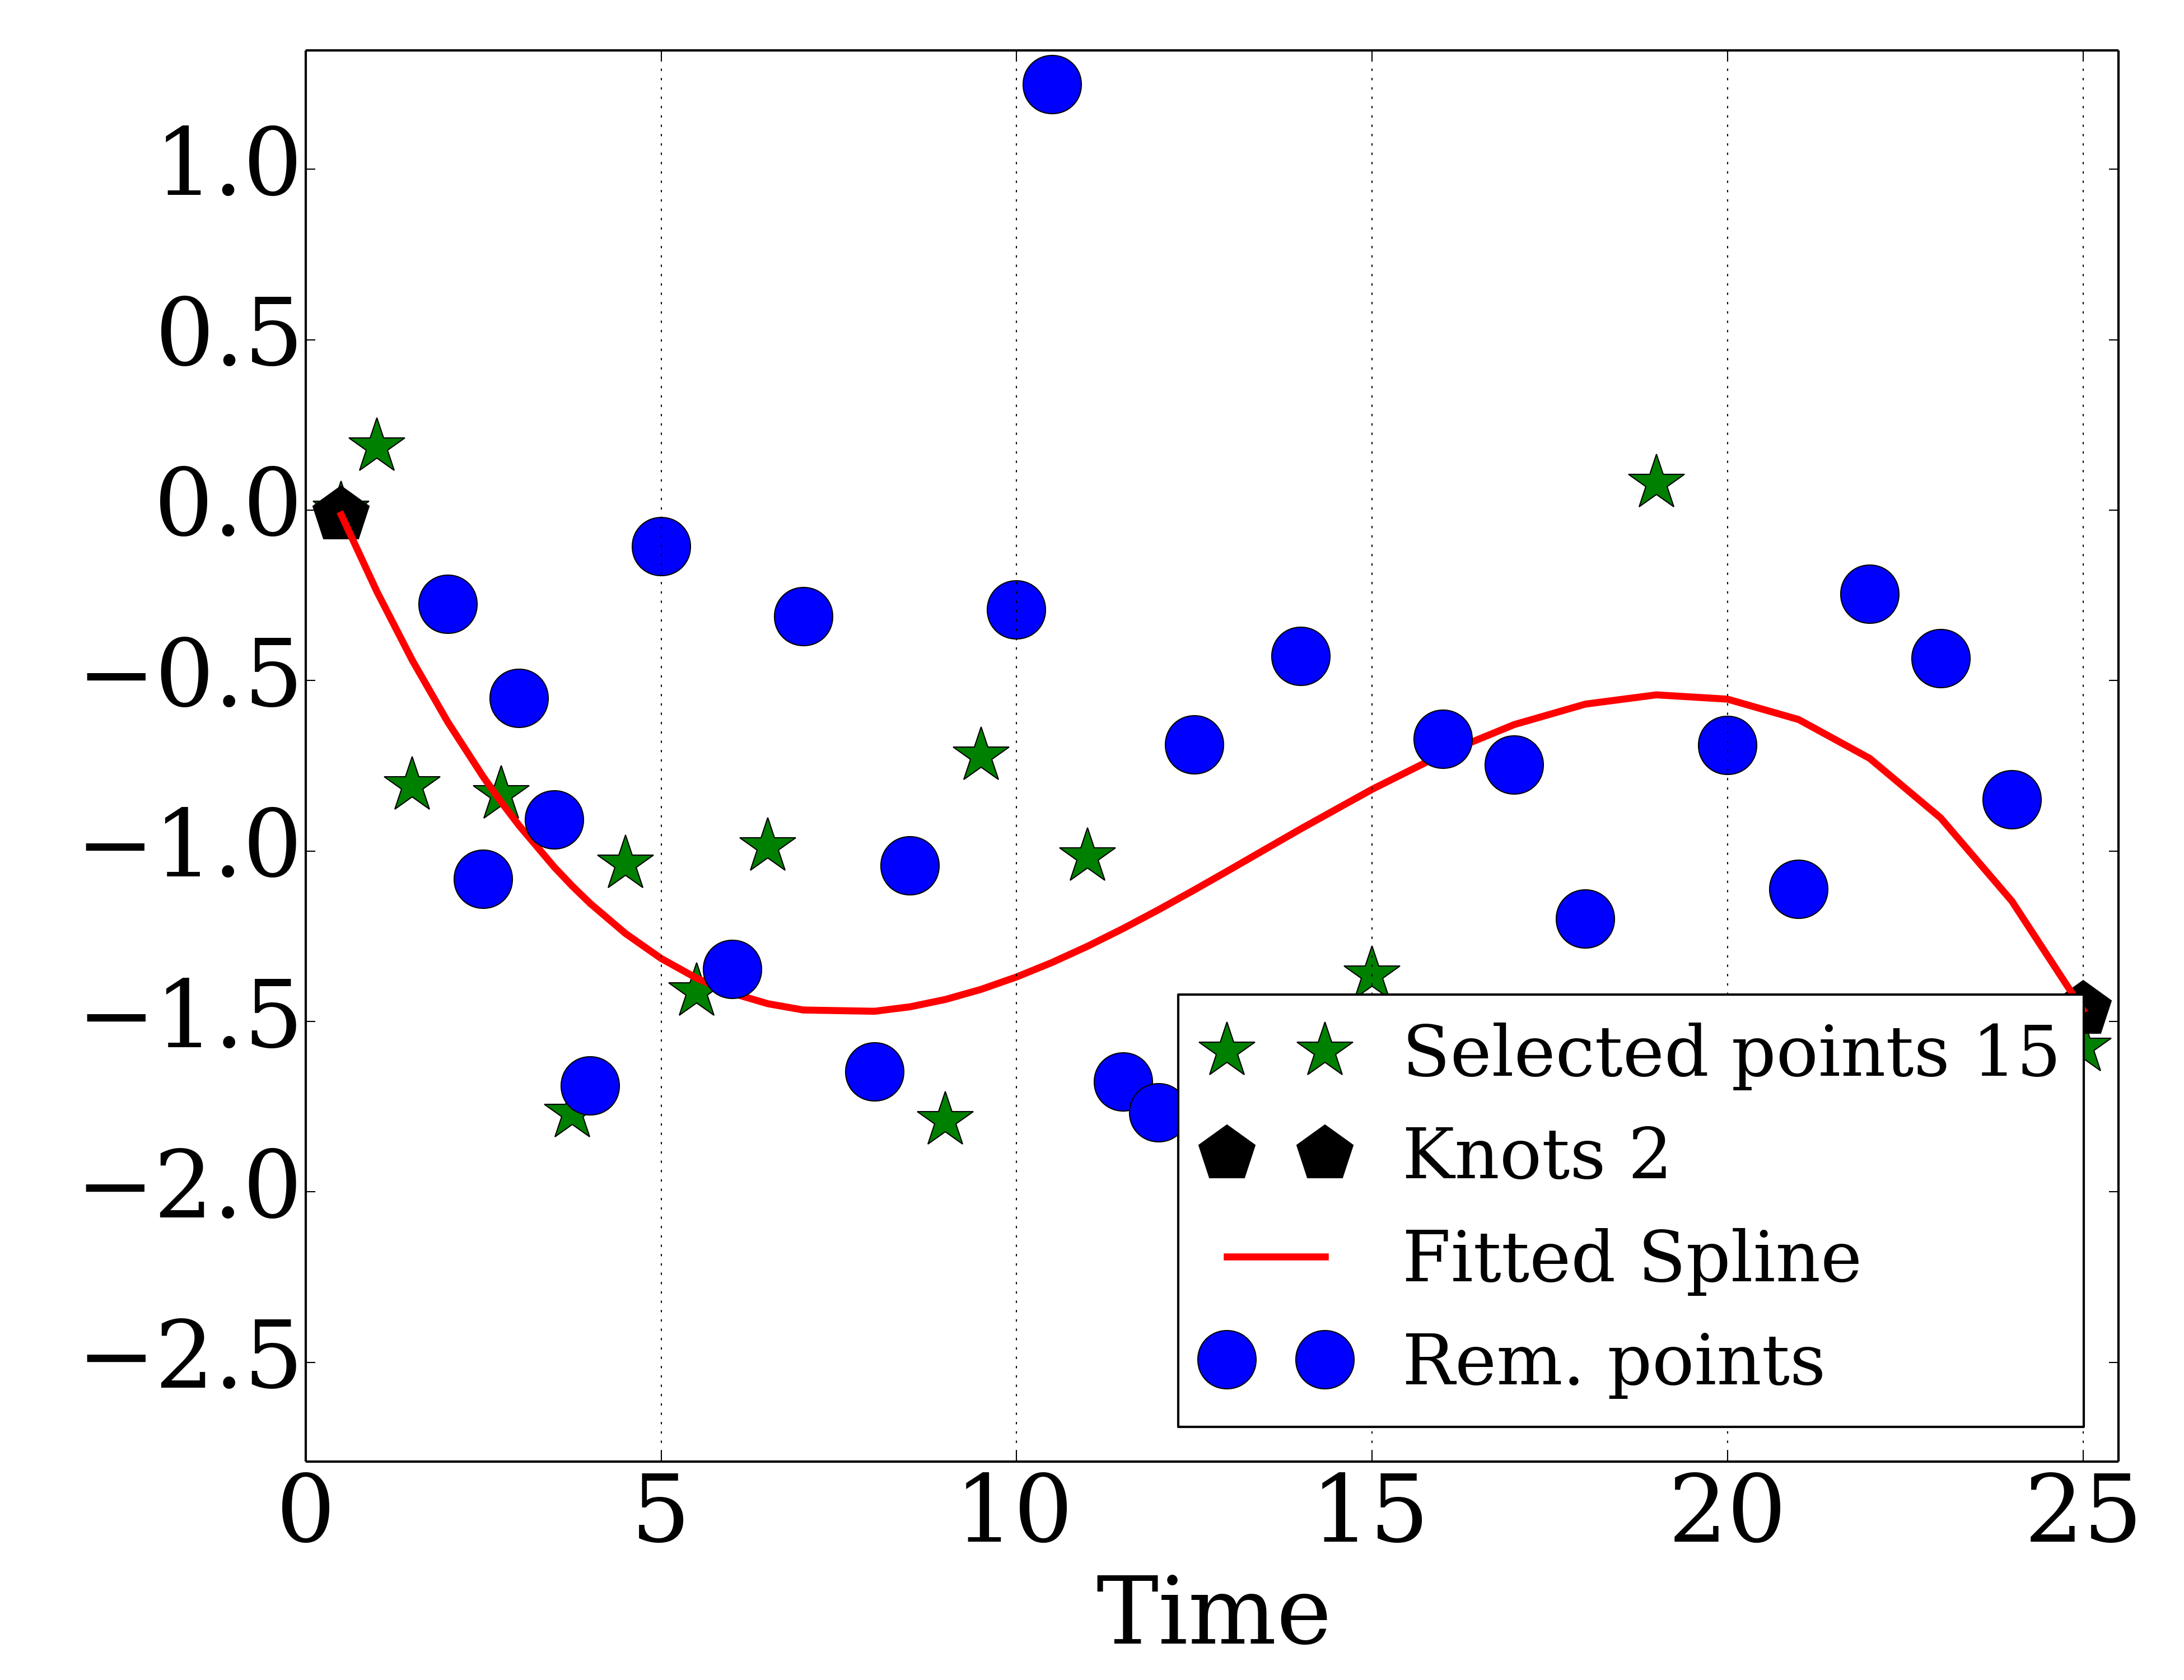 1.0
0.5
0.0
−0.5
−1.0
−1.5
−2.0
−2.5
Selected points 15
Knots 2
Fitted Spline
Rem. points
0 5 10 15 20 25
Time